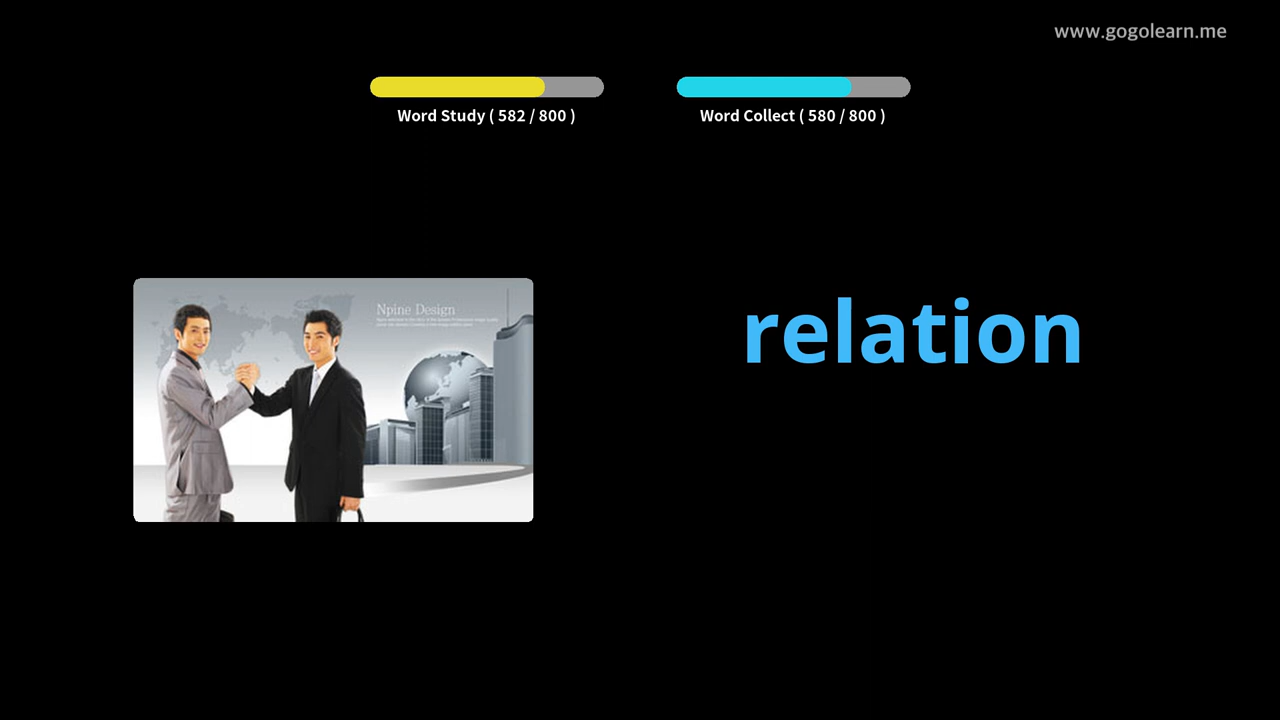 www.gogolearn.me
Word Study ( 582 / 800 )
Word Collect ( 580 / 800 )
Npine Design
relation